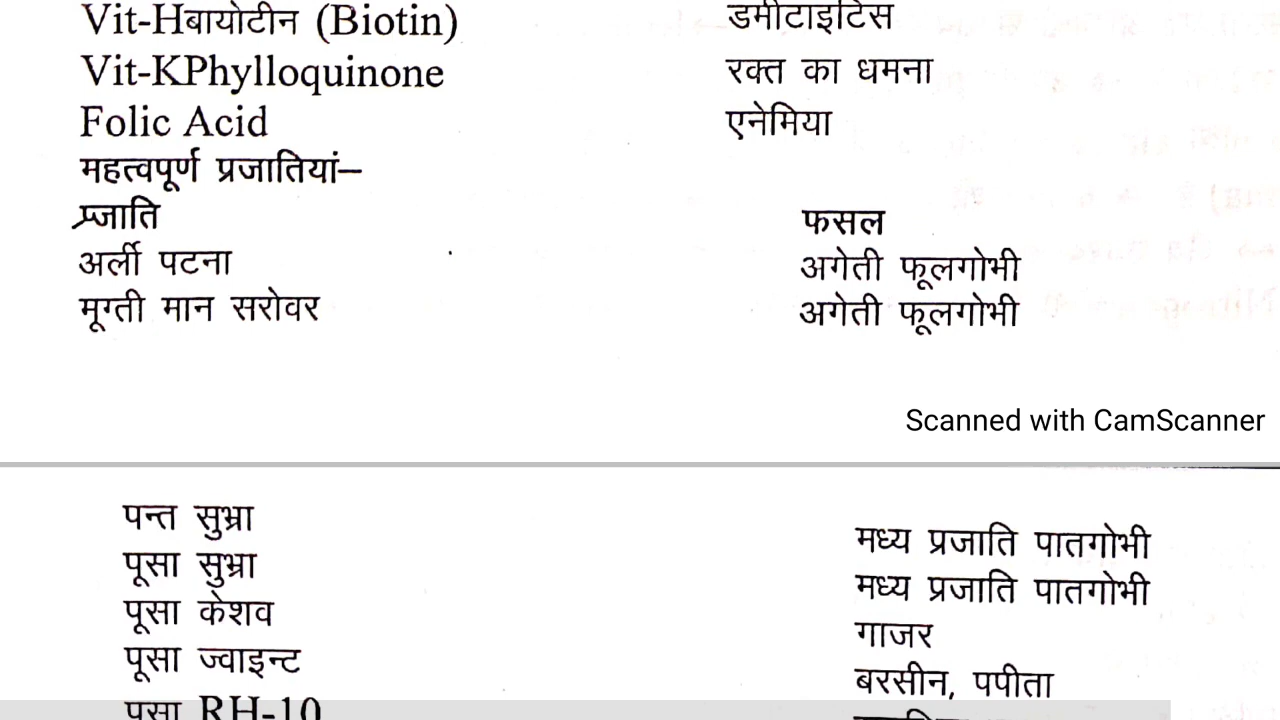 Vit-Hबायोटीन (Biotin) डर्मीटाइटिस
Vit-KPhylloquinone रक्त का धमना
Folic Acid एनेमिया
महत्वपूर्ण प्रजातियां–
प्र्जाति फसल
अर्ली पटना अगेती फूलगोभी
मूग्ती मान सरोवर अगेती फूलगोभी
Scanned with CamScanner
पन्त सुभ्रा मध्य प्रजाति पातगोभी
पूसा सुभ्रा मध्य प्रजाति पातगोभी
पूसा केशव गाजर
पूसा ज्वाइन्ट बरसीन, पपीता
पूसा RH-10